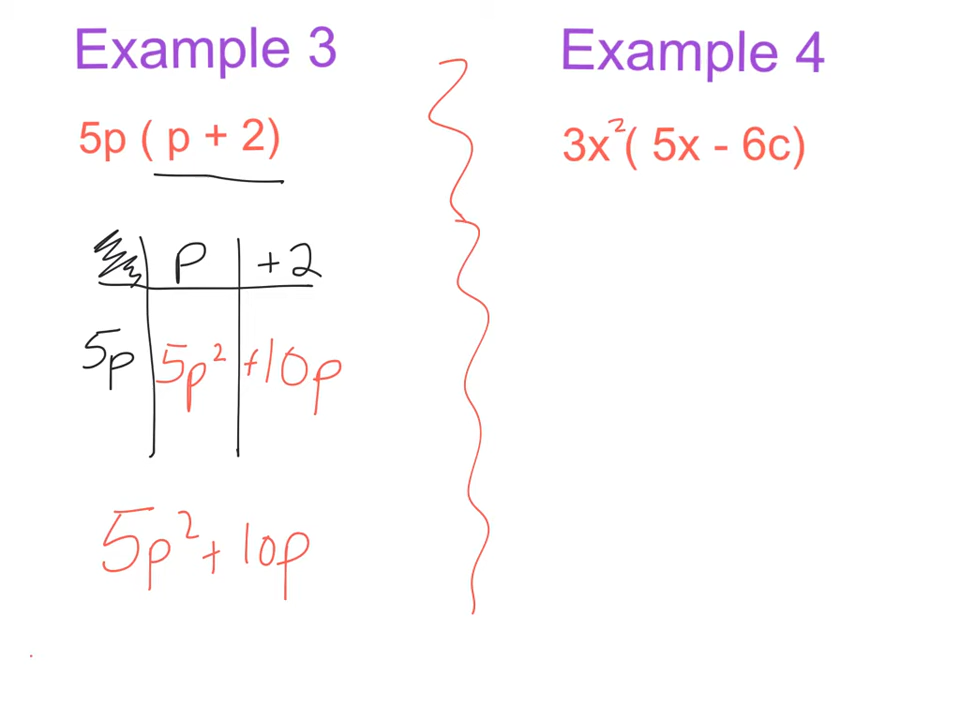 Example 3
5p ( p + 2)
p +2
5p 5p² +10p
5p² + 10p
Example 4
3x²( 5x - 6c)